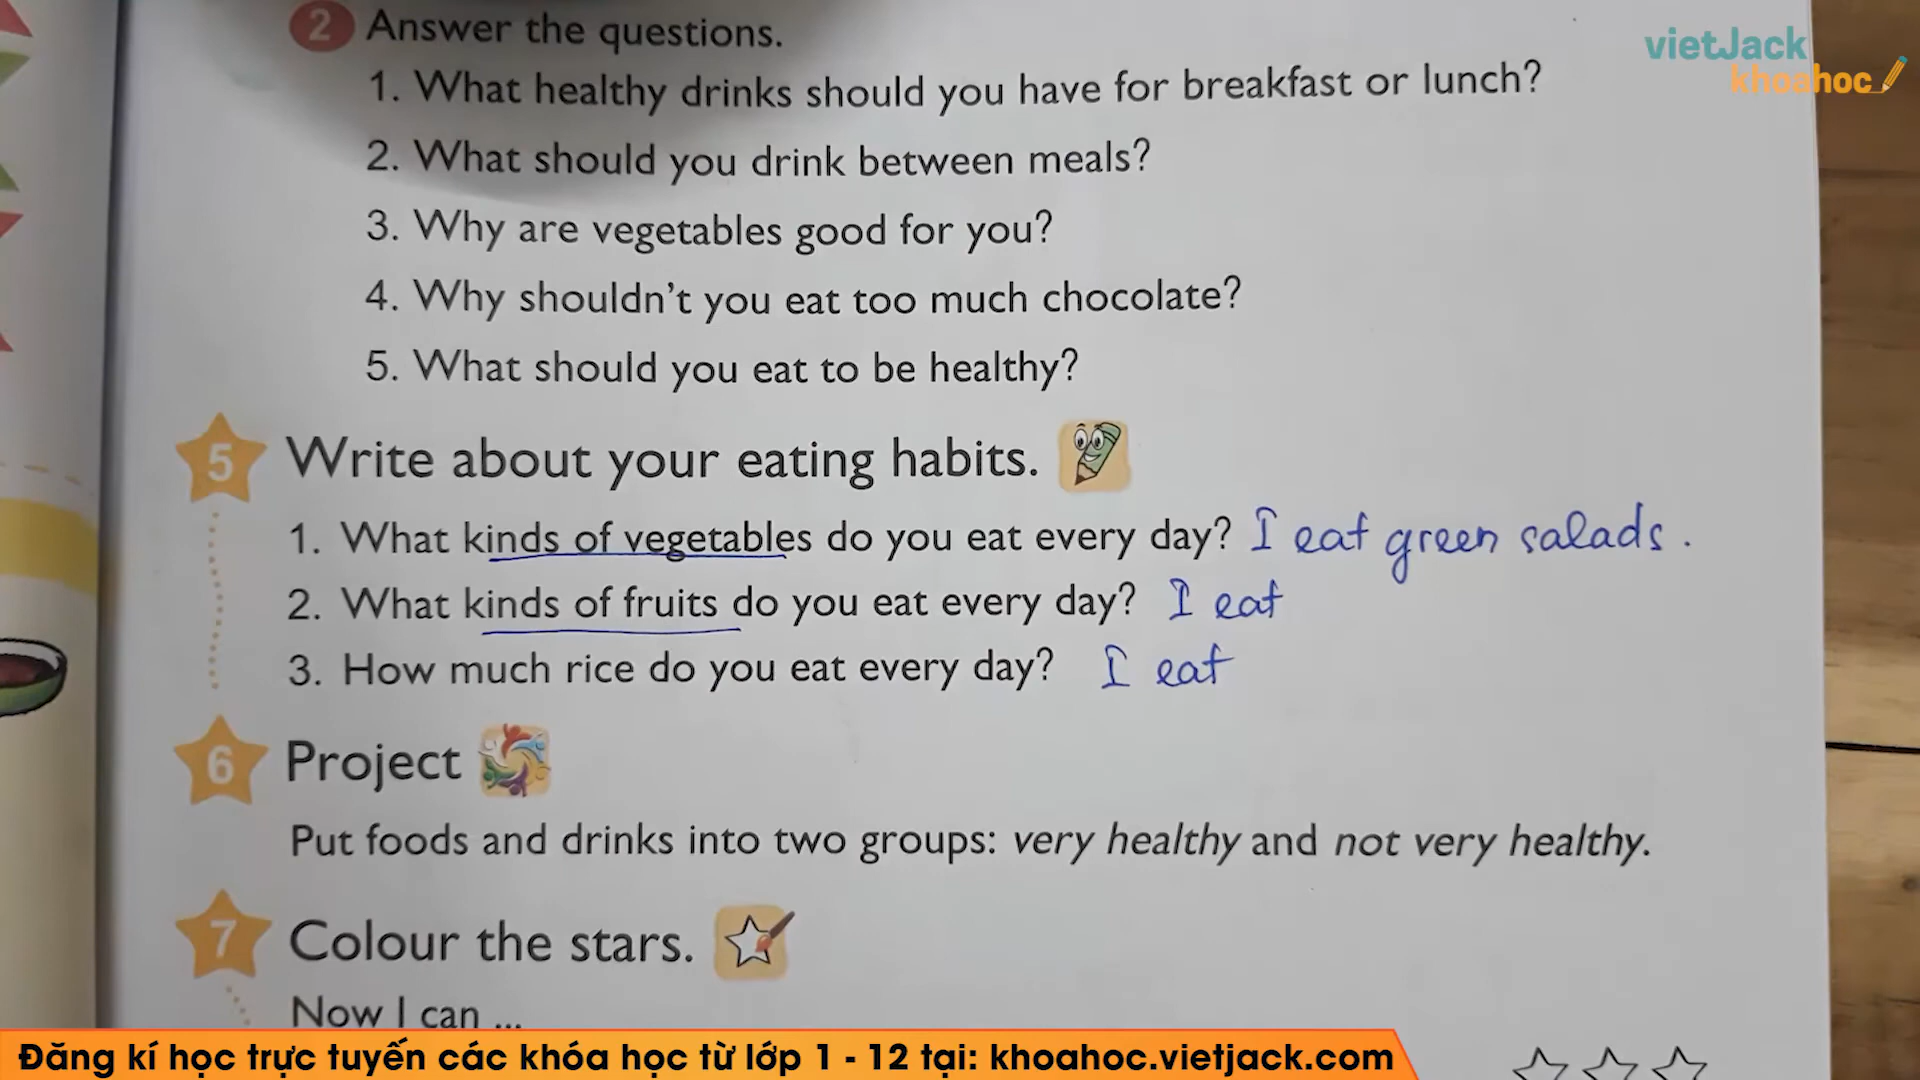 2 Answer the questions.
vietJack
khoahoc
1. What healthy drinks should you have for breakfast or lunch?
2. What should you drink between meals?
3. Why are vegetables good for you?
4. Why shouldn't you eat too much chocolate?
5. What should you eat to be healthy?
5 Write about your eating habits.
1. What kinds of vegetables do you eat every day? I eat green salads.
2. What kinds of fruits do you eat every day? I eat
3. How much rice do you eat every day? I eat
6 Project
Put foods and drinks into two groups: very healthy and not very healthy.
7 Colour the stars.
Now I can ...
Đăng kí học trực tuyến các khóa học từ lớp 1 - 12 tại: khoahoc.vietjack.com